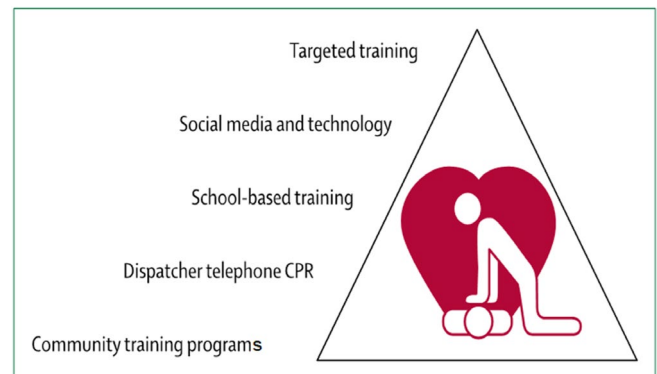 Targeted training
Social media and technology
School-based training
Dispatcher telephone CPR
Community training programs